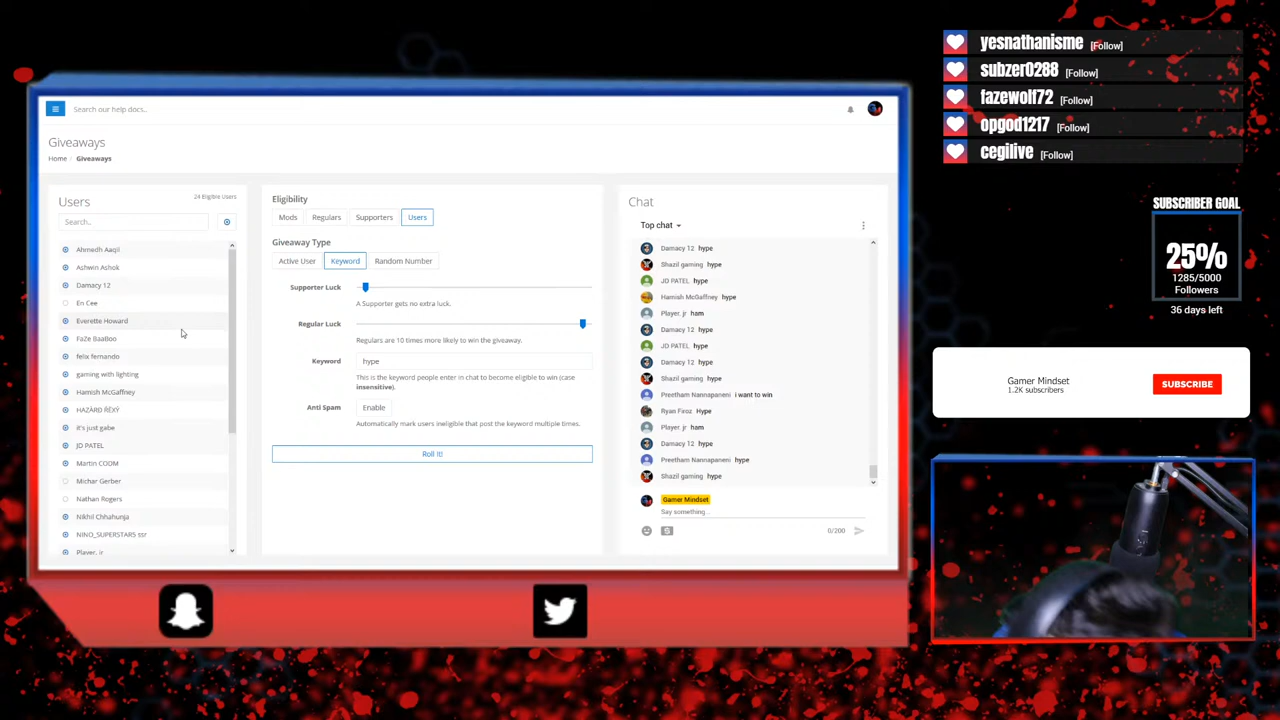 yesnathanisme [Follow]
subzer0288 [Follow]
fazewolf72 [Follow]
opgod1217 [Follow]
cegilive [Follow]
SUBSCRIBER GOAL
25%
1285/5000
Followers
36 days left
Gamer Mindset
1.2K subscribers
SUBSCRIBE
Search our help docs..
Giveaways
Home / Giveaways
Users
24 Eligible Users
Search..
Ahmedh Aaqil
Ashwin Ashok
Damacy 12
En Cee
Everette Howard
FaZe BaaBoo
felix fernando
gaming with lighting
Hamish McGaffney
HAZÀRD RËXÝ
it's just gabe
JD PATEL
Martin CODM
Michar Gerber
Nathan Rogers
Nikhil Chhahunja
NINO_SUPERSTAR5 ssr
Player. jr
Eligibility
Mods Regulars Supporters Users
Giveaway Type
Active User Keyword Random Number
Supporter Luck
A Supporter gets no extra luck.
Regular Luck
Regulars are 10 times more likely to win the giveaway.
Keyword hype
This is the keyword people enter in chat to become eligible to win (case
insensitive).
Anti Spam Enable
Automatically mark users ineligible that post the keyword multiple times.
Roll It!
Chat
Top chat
Damacy 12 hype
Shazil gaming hype
JD PATEL hype
Hamish McGaffney hype
Player. jr ham
Damacy 12 hype
JD PATEL hype
Damacy 12 hype
Shazil gaming hype
Preetham Nannapaneni i want to win
Ryan Firoz Hype
Player. jr ham
Damacy 12 hype
Preetham Nannapaneni hype
Shazil gaming hype
Gamer Mindset
Say something...
0/200